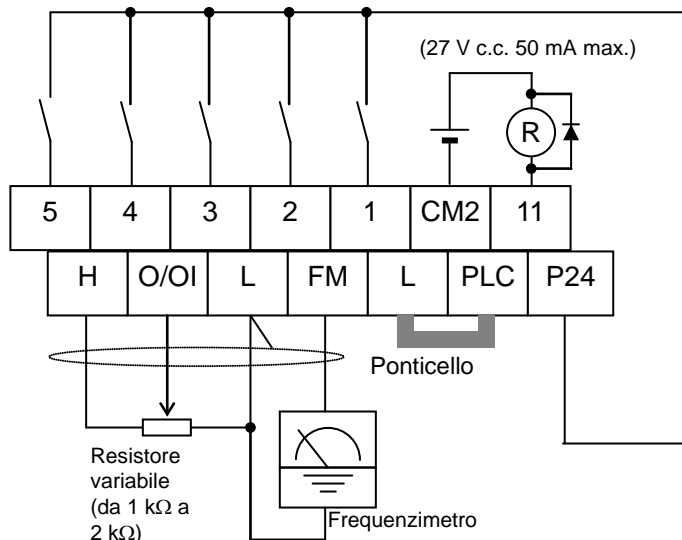 (27 V c.c. 50 mA max.)
R
5 4 3 2 1 CM2 11
H O/OI L FM L PLC P24
Ponticello
Resistore
variabile
(da 1 kΩ a
2 kΩ)
Frequenzimetro